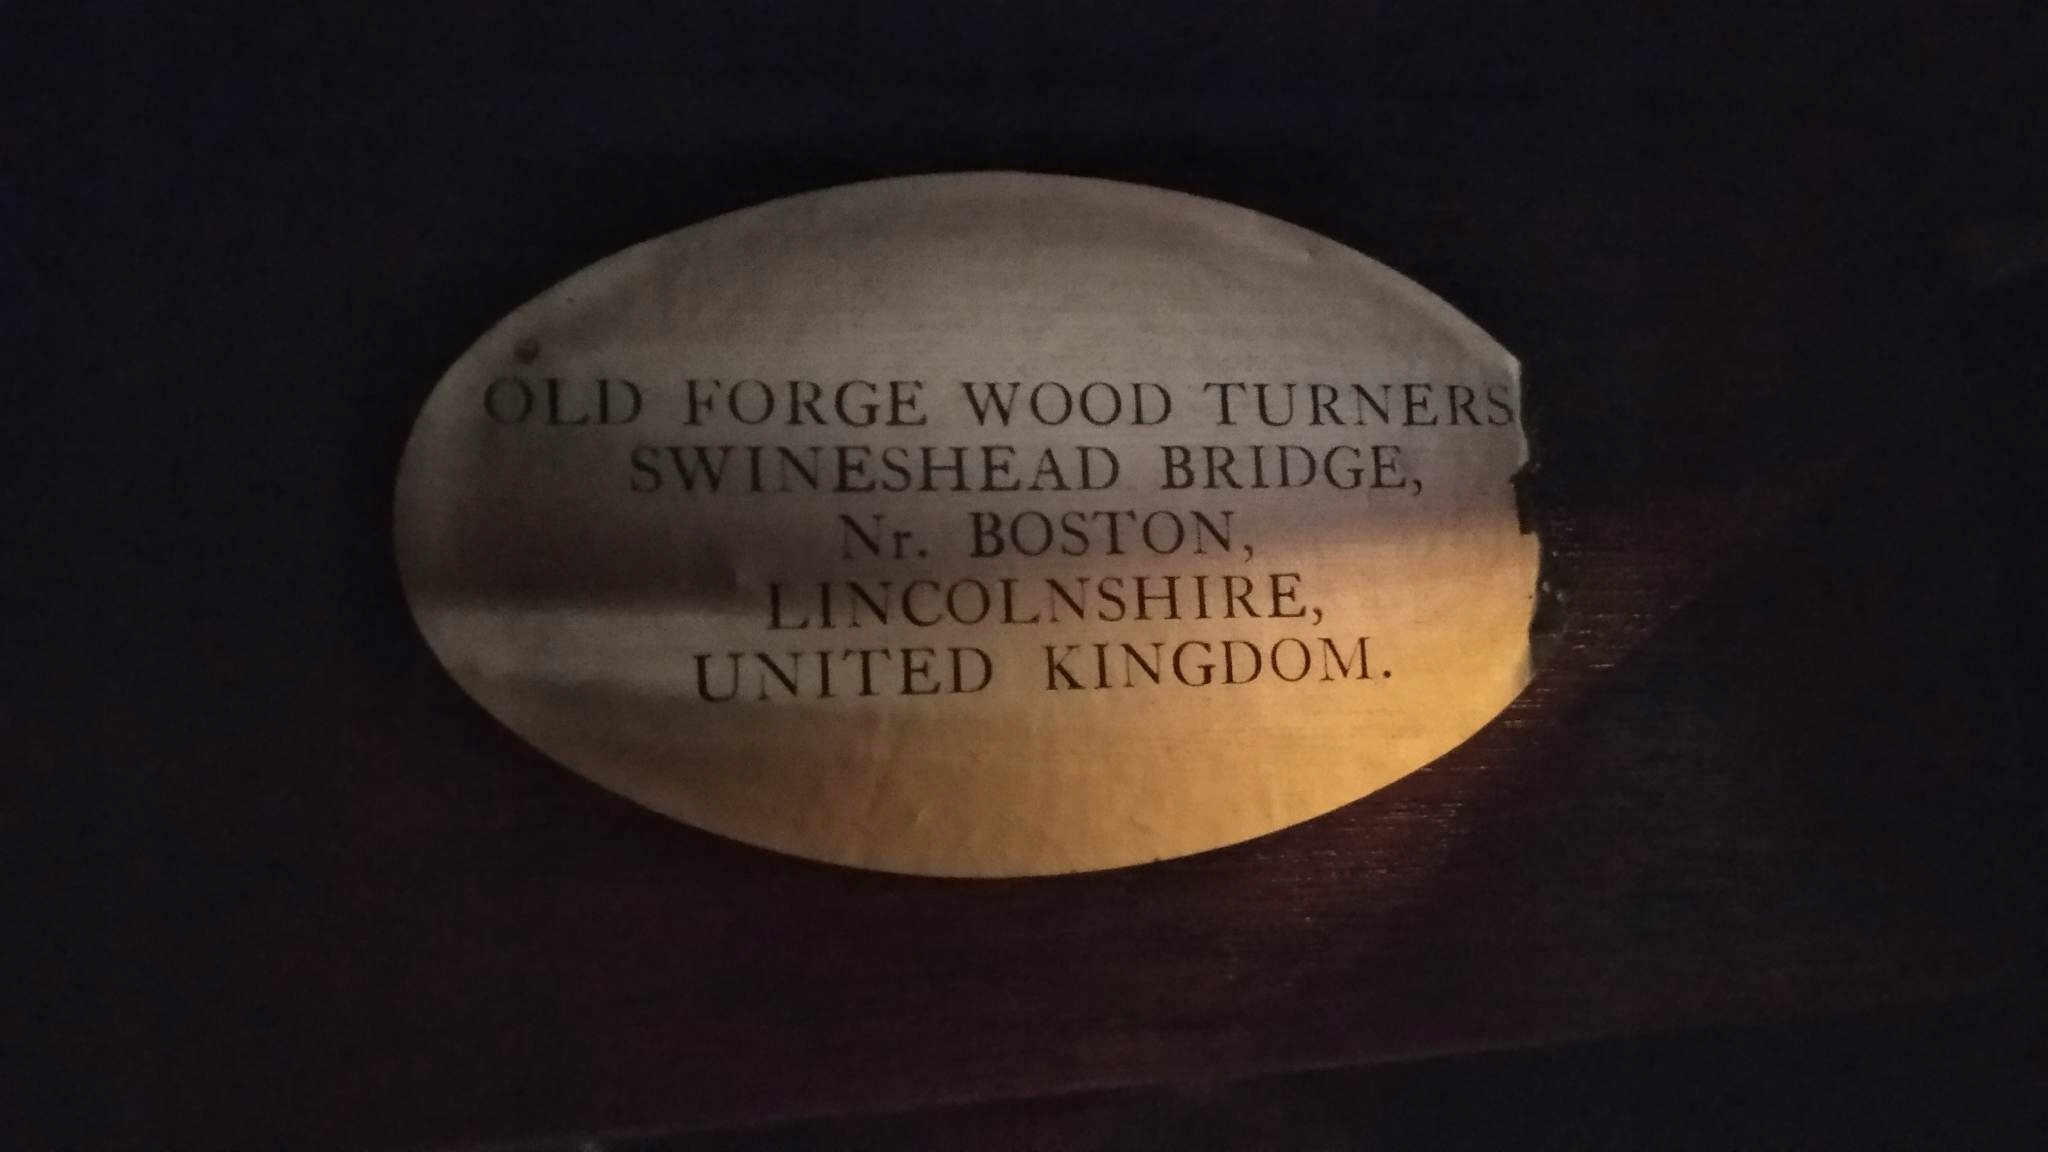 OLD FORGE WOOD TURNERS
SWINESHEAD BRIDGE,
Nr. BOSTON,
LINCOLNSHIRE,
UNITED KINGDOM.